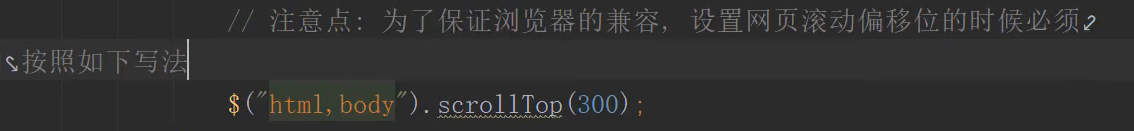 // 注意点: 为了保证浏览器的兼容, 设置网页滚动偏移位的时候必须
按照如下写法
$("html,body").scrollTop(300);